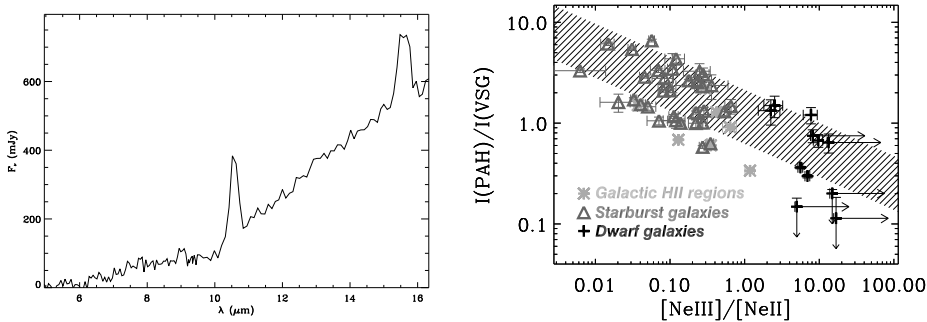 600
400
200
0
F, (mJy)
6
8
10
12
14
16
λ (μm)
10.0
1.0
0.1
I(PAH)/I(VSG)
Galactic HII regions
Starburst galaxies
Dwarf galaxies
0.01
0.10
1.00
10.00
100.00
[NeIII]/[NeII]